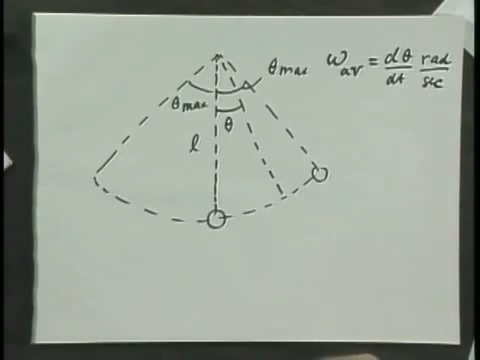 θmax
ωav = dθ/dt rad/sec
θmax
θ
l